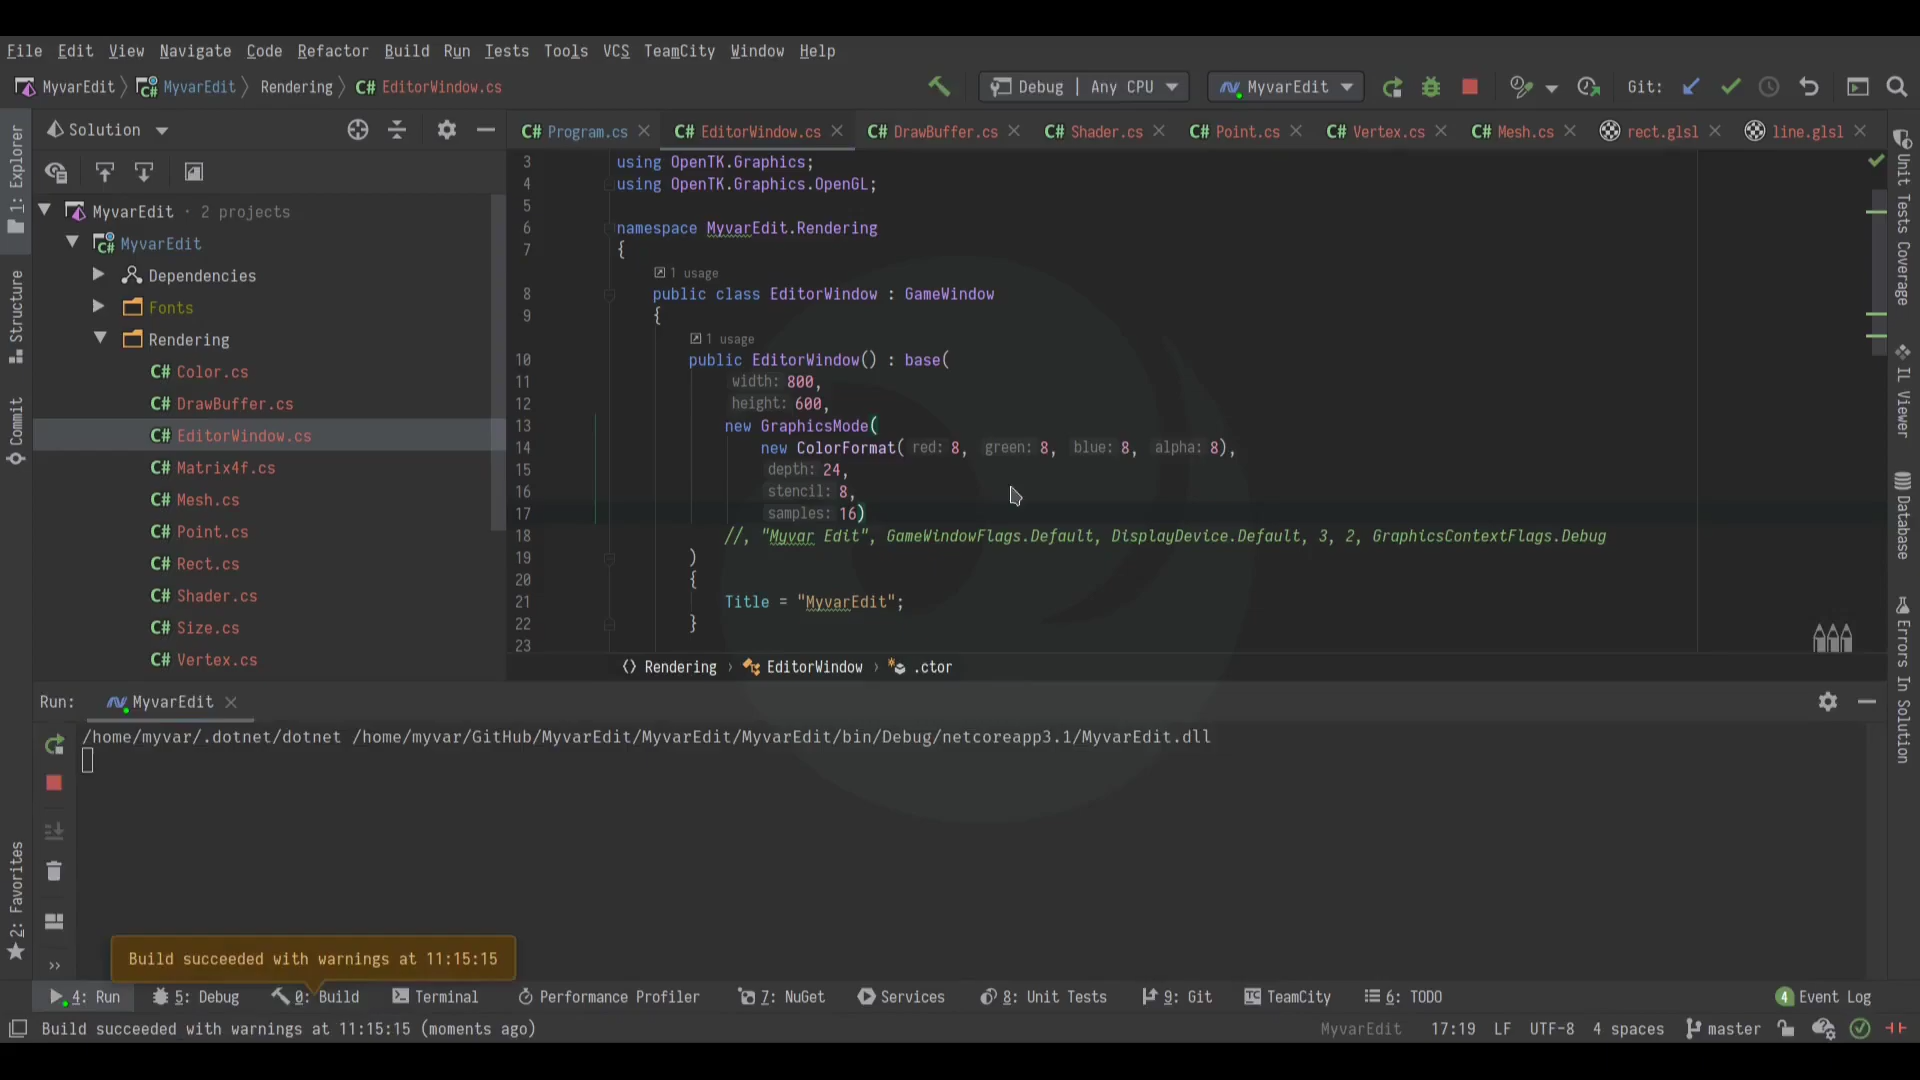 File Edit View Navigate Code Refactor Build Run Tests Tools VCS TeamCity Window Help
MyvarEdit MyvarEdit Rendering C# EditorWindow.cs Debug | Any CPU MyvarEdit Git:
Solution
C# Program.cs C# EditorWindow.cs C# DrawBuffer.cs C# Shader.cs C# Point.cs C# Vertex.cs C# Mesh.cs rect.glsl line.glsl
1: Explorer
Structure
Commit
2: Favorites
MyvarEdit · 2 projects
C# MyvarEdit
Dependencies
Fonts
Rendering
C# Color.cs
C# DrawBuffer.cs
C# EditorWindow.cs
C# Matrix4f.cs
C# Mesh.cs
C# Point.cs
C# Rect.cs
C# Shader.cs
C# Size.cs
C# Vertex.cs
3 using OpenTK.Graphics;
4 using OpenTK.Graphics.OpenGL;
5
6 namespace MyvarEdit.Rendering
7 {
1 usage
8 public class EditorWindow : GameWindow
9 {
1 usage
10 public EditorWindow() : base(
11 width: 800,
12 height: 600,
13 new GraphicsMode(
14 new ColorFormat( red: 8, green: 8, blue: 8, alpha: 8),
15 depth: 24,
16 stencil: 8,
17 samples: 16)
18 //, "Myvar Edit", GameWindowFlags.Default, DisplayDevice.Default, 3, 2, GraphicsContextFlags.Debug
19 )
20 {
21 Title = "MyvarEdit";
22 }
23
Rendering › EditorWindow › .ctor
Unit Tests Coverage
IL Viewer
Database
Errors In Solution
Run: MyvarEdit
/home/myvar/.dotnet/dotnet /home/myvar/GitHub/MyvarEdit/MyvarEdit/MyvarEdit/bin/Debug/netcoreapp3.1/MyvarEdit.dll
Build succeeded with warnings at 11:15:15
4: Run 5: Debug 0: Build Terminal Performance Profiler 7: NuGet Services 8: Unit Tests 9: Git TC TeamCity 6: TODO 4 Event Log
Build succeeded with warnings at 11:15:15 (moments ago) MyvarEdit 17:19 LF UTF-8 4 spaces master